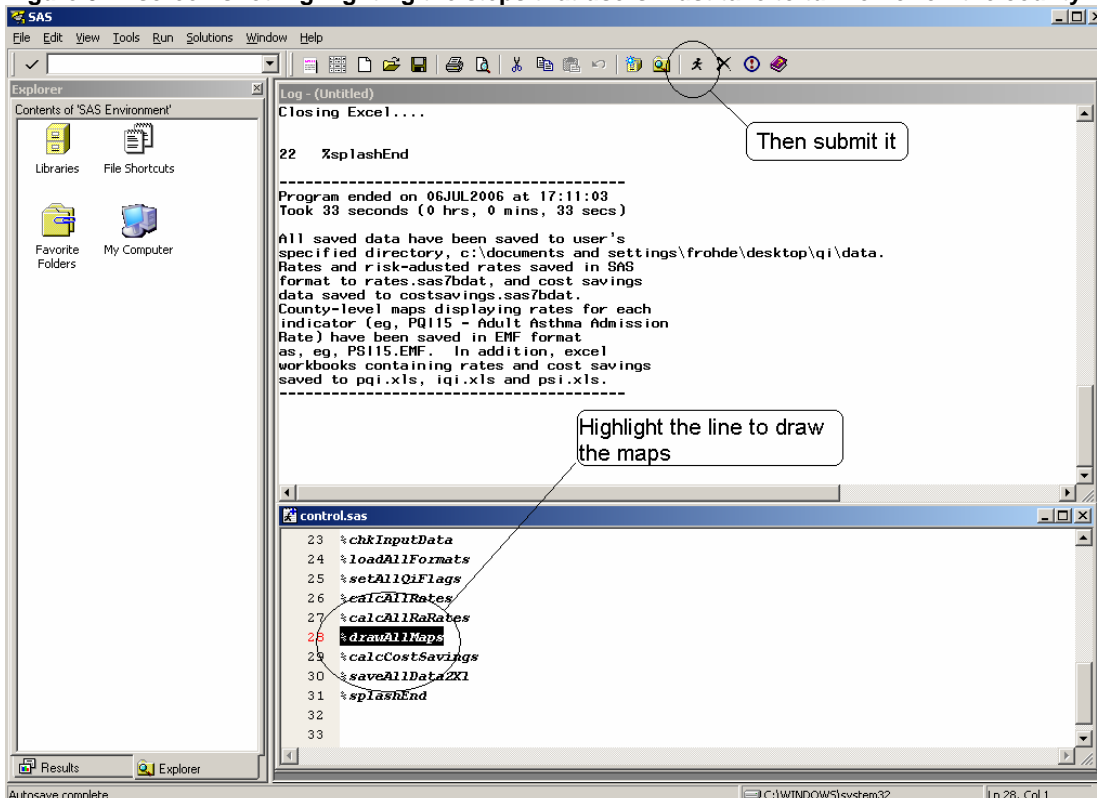 SAS
File Edit View Tools Run Solutions Window Help
Explorer
Contents of 'SAS Environment'
Libraries File Shortcuts
Favorite Folders My Computer
Log - (Untitled)
Closing Excel....
22 %splashEnd
----------------------------------------
Program ended on 06JUL2006 at 17:11:03
Took 33 seconds (0 hrs, 0 mins, 33 secs)
All saved data have been saved to user's
specified directory, c:\documents and settings\frohde\desktop\qi\data.
Rates and risk-adusted rates saved in SAS
format to rates.sas7bdat, and cost savings
data saved to costsavings.sas7bdat.
County-level maps displaying rates for each
indicator (eg, PQI15 - Adult Asthma Admission
Rate) have been saved in EMF format
as, eg, PSI15.EMF. In addition, excel
workbooks containing rates and cost savings
saved to pqi.xls, iqi.xls and psi.xls.
----------------------------------------
Then submit it
Highlight the line to draw
the maps
control.sas
23 %chkInputData
24 %loadAllFormats
25 %setAllQiFlags
26 %calcAllRates
27 %calcAllRaRates
28 %drawAllMaps
29 %calcCostSavings
30 %saveAllData2Xl
31 %splashEnd
32
33
Results Explorer
Autosave complete C:\WINDOWS\system32 Ln 28, Col 1